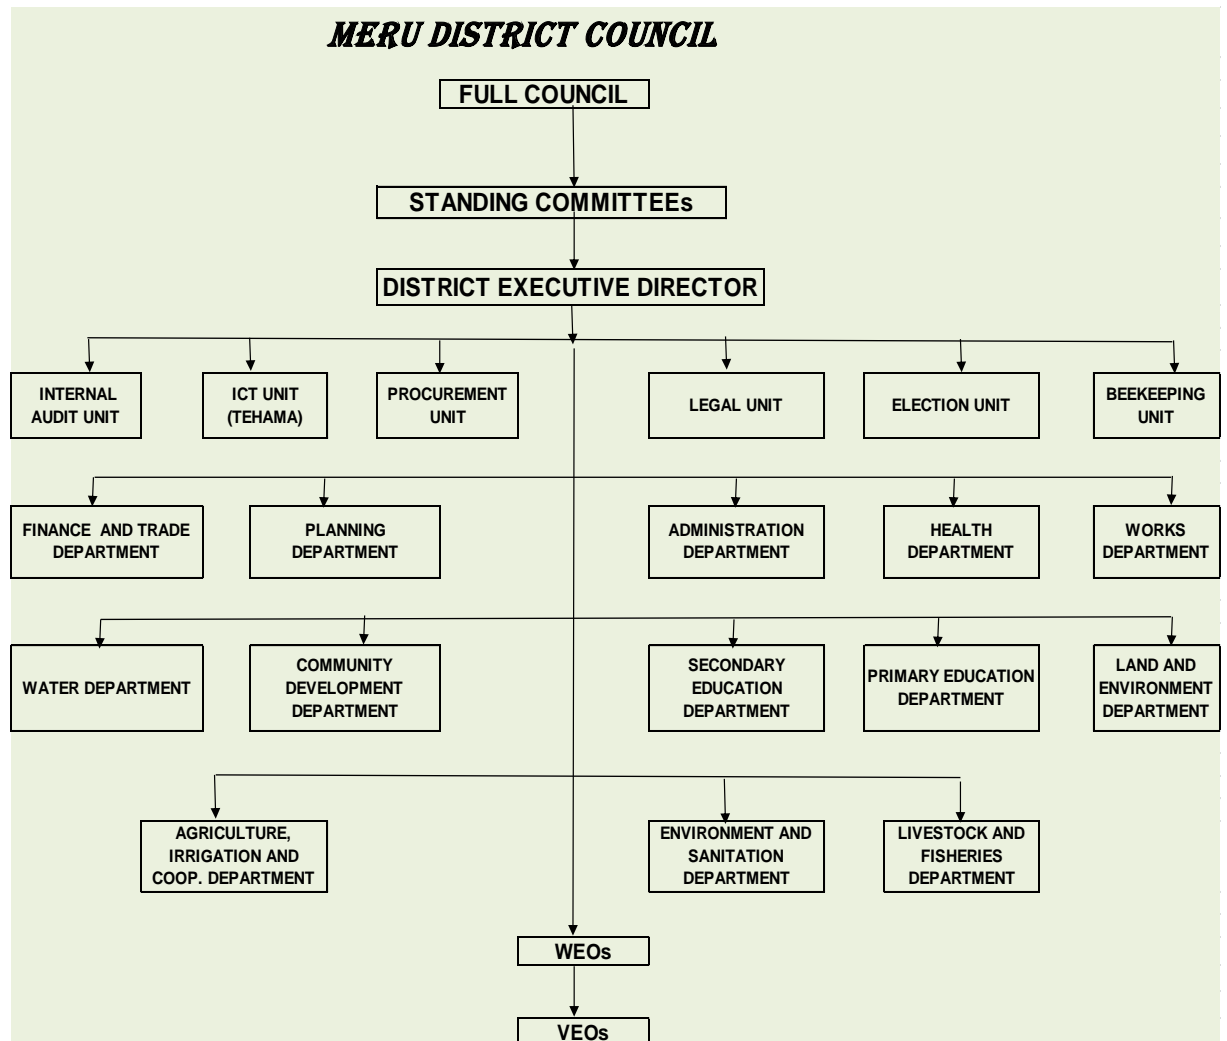 MERU DISTRICT COUNCIL
FULL COUNCIL
STANDING COMMITTEEs
DISTRICT EXECUTIVE DIRECTOR
INTERNAL
AUDIT UNIT
ICT UNIT
(TEHAMA)
PROCUREMENT
UNIT
LEGAL UNIT
ELECTION UNIT
BEEKEEPING
UNIT
FINANCE AND TRADE
DEPARTMENT
PLANNING
DEPARTMENT
ADMINISTRATION
DEPARTMENT
HEALTH
DEPARTMENT
WORKS
DEPARTMENT
WATER DEPARTMENT
COMMUNITY
DEVELOPMENT
DEPARTMENT
SECONDARY
EDUCATION
DEPARTMENT
PRIMARY EDUCATION
DEPARTMENT
LAND AND
ENVIRONMENT
DEPARTMENT
AGRICULTURE,
IRRIGATION AND
COOP. DEPARTMENT
ENVIRONMENT AND
SANITATION
DEPARTMENT
LIVESTOCK AND
FISHERIES
DEPARTMENT
WEOs
VEOs